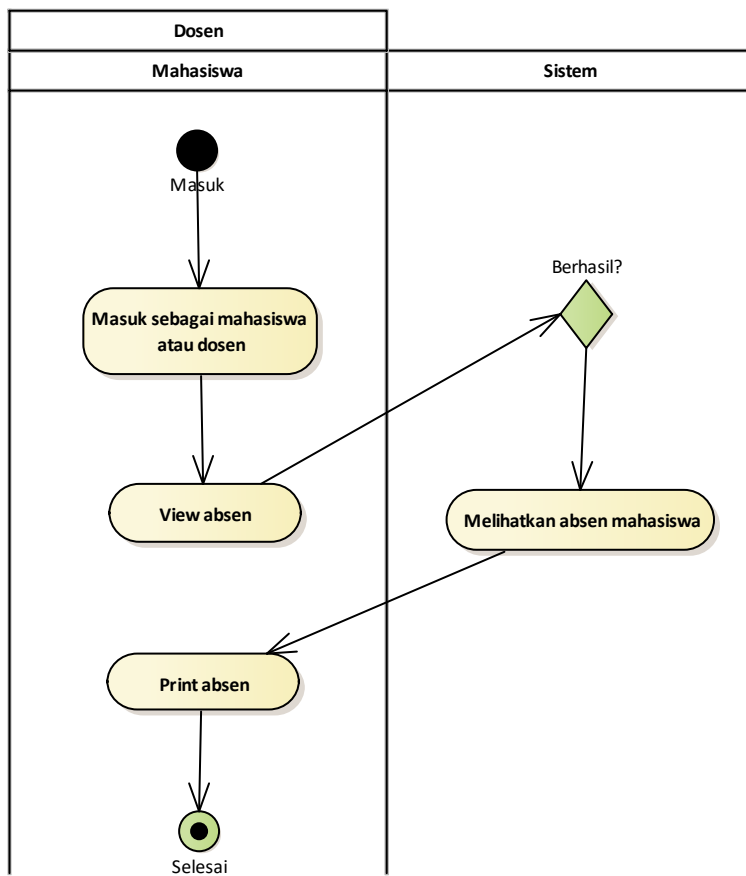 Dosen
Mahasiswa
Sistem
Masuk
Berhasil?
Masuk sebagai mahasiswa
atau dosen
View absen
Melihatkan absen mahasiswa
Print absen
Selesai